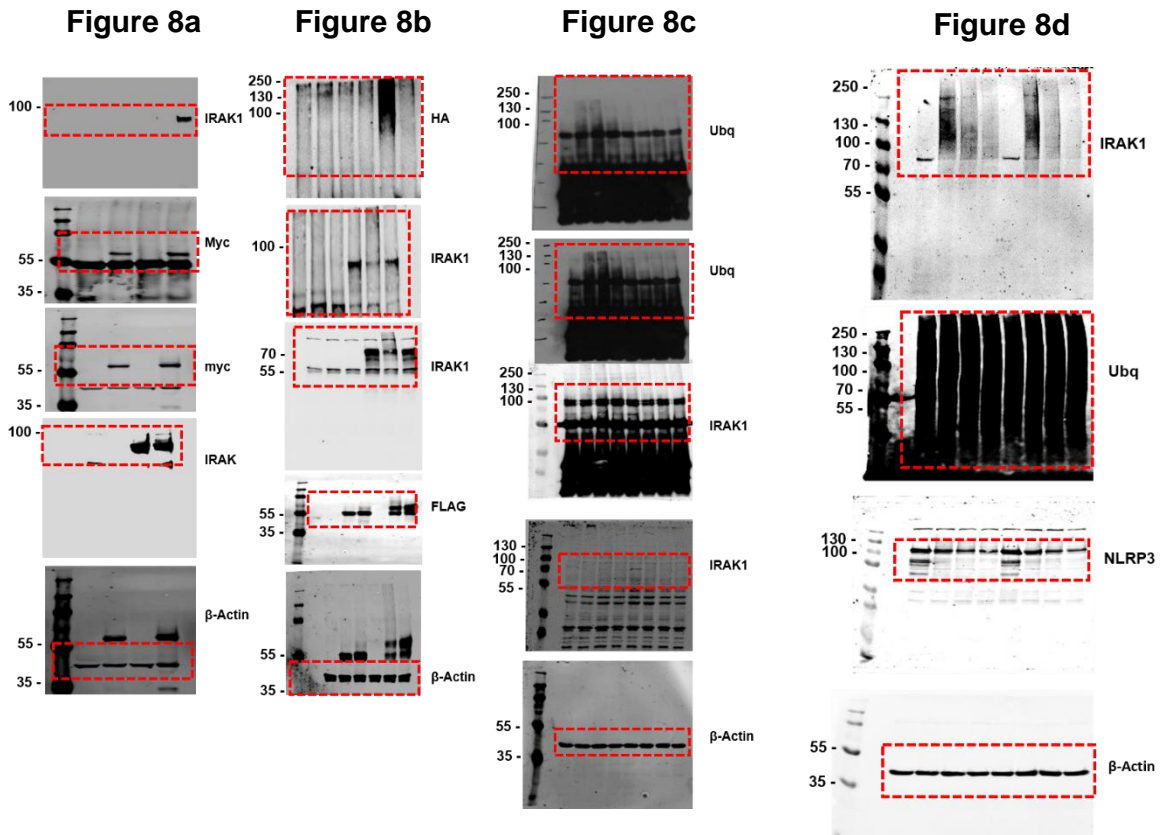 Figure 8a
100 -
IRAK1
Myc
55 -
35 -
myc
55 -
35 -
100 -
IRAK
β-Actin
55 -
35 -
Figure 8b
250 -
130 -
100 -
HA
100 -
IRAK1
70 -
55 -
IRAK1
FLAG
55 -
35 -
55 -
35 -
β-Actin
Figure 8c
250 -
130 -
100 -
Ubq
250 -
130 -
100 -
Ubq
250 -
130 -
100 -
IRAK1
130 -
100 -
70 -
55 -
IRAK1
55 -
35 -
β-Actin
Figure 8d
250 -
130 -
100 -
70 -
55 -
IRAK1
250 -
130 -
100 -
70 -
55 -
Ubq
130 -
100 -
NLRP3
55 -
35 -
β-Actin